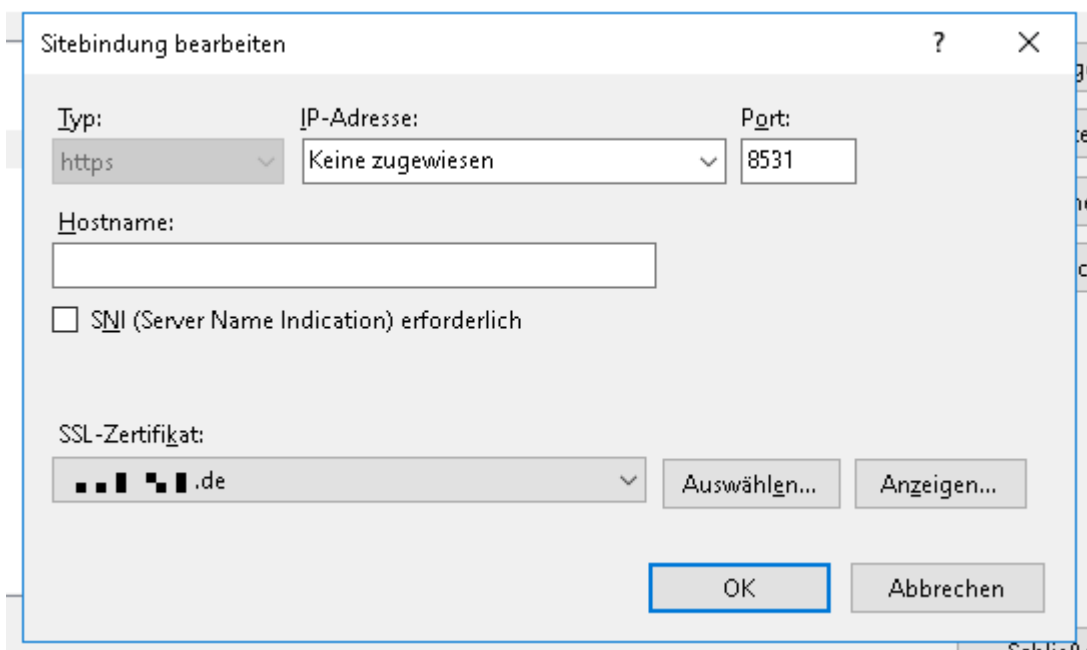 Sitebindung bearbeiten
Typ: IP-Adresse: Port:
https Keine zugewiesen 8531
Hostname:
SNI (Server Name Indication) erforderlich
SSL-Zertifikat:
.de Auswählen... Anzeigen...
OK Abbrechen